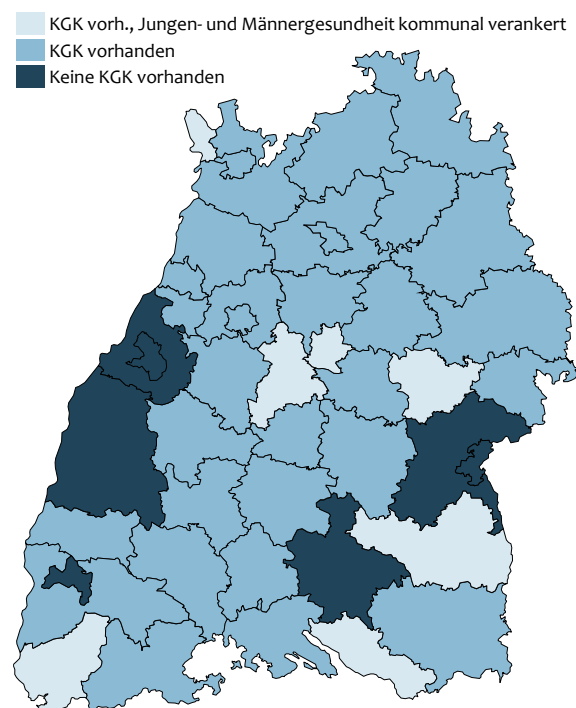 KGK vorh., Jungen- und Männergesundheit kommunal verankert
KGK vorhanden
Keine KGK vorhanden